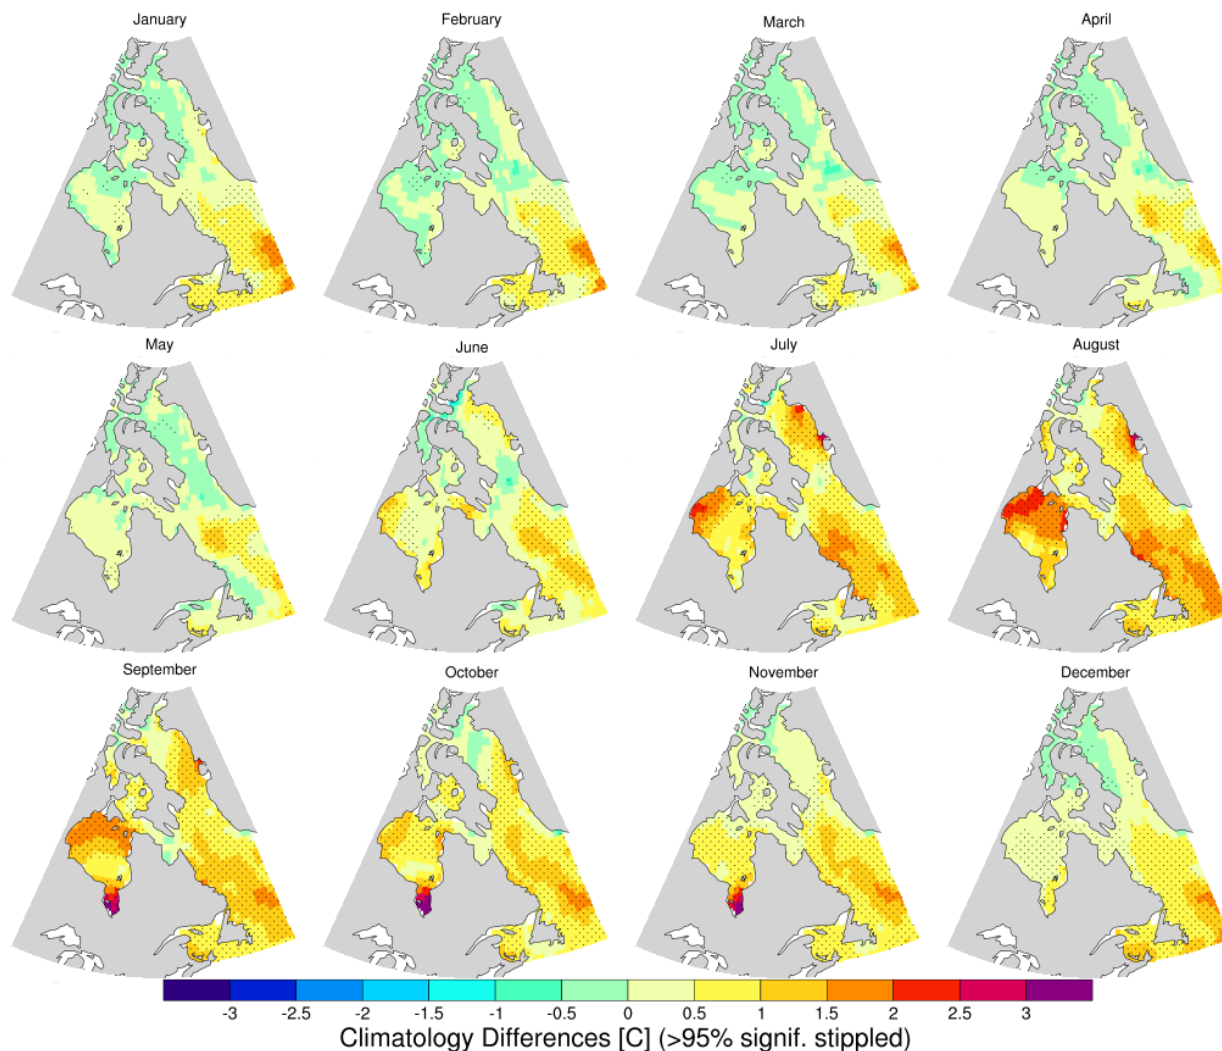 January February March April
May June July August
September October November December
-3 -2.5 -2 -1.5 -1 -0.5 0 0.5 1 1.5 2 2.5 3
Climatology Differences [C] (>95% signif. stippled)